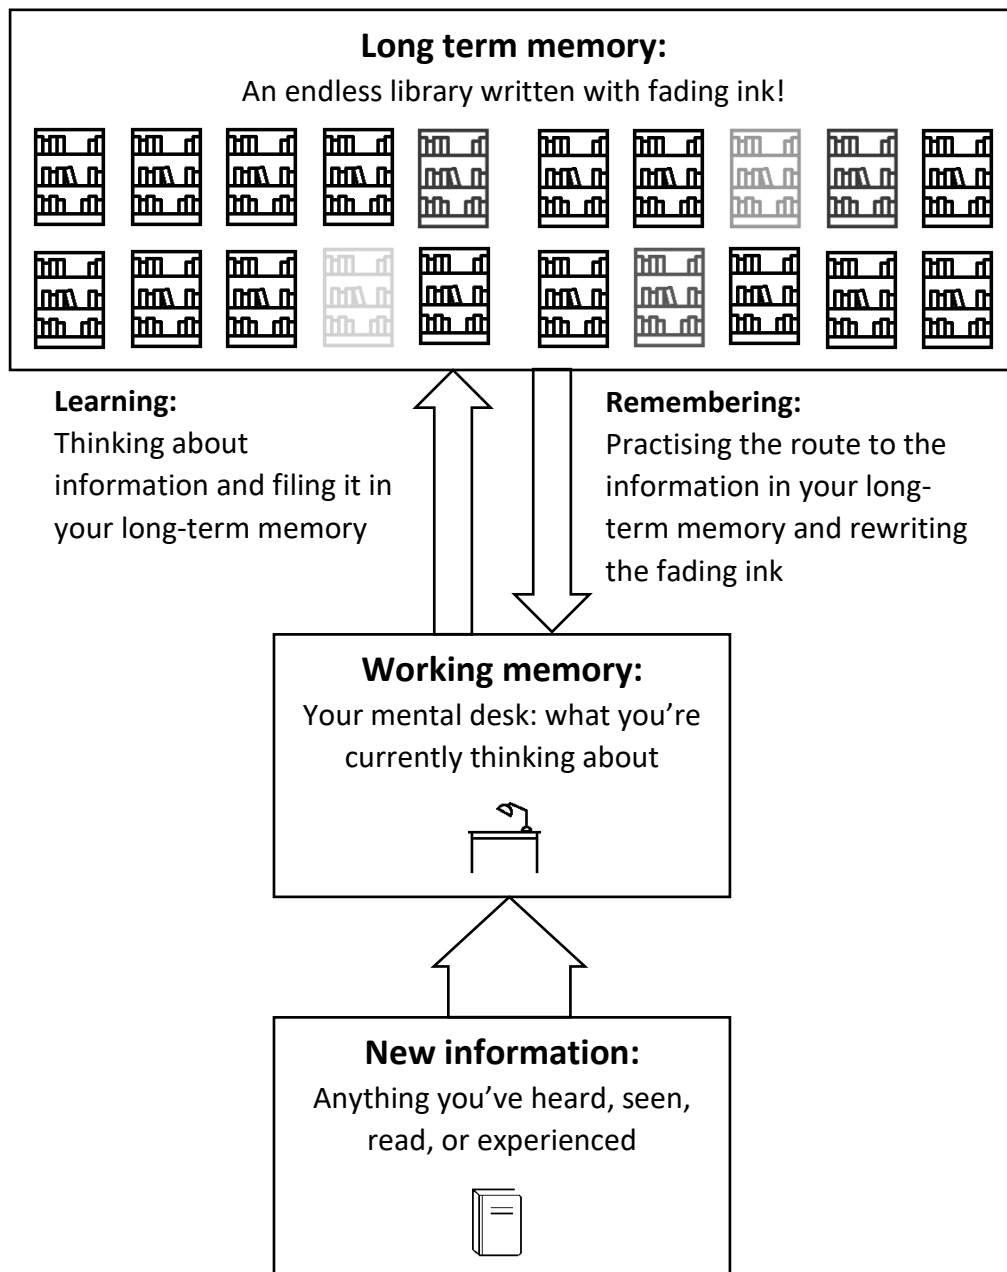 Long term memory:
An endless library written with fading ink!
Learning:
Thinking about
information and filing it in
your long-term memory
Remembering:
Practising the route to the
information in your long-
term memory and rewriting
the fading ink
Working memory:
Your mental desk: what you’re
currently thinking about
New information:
Anything you’ve heard, seen,
read, or experienced